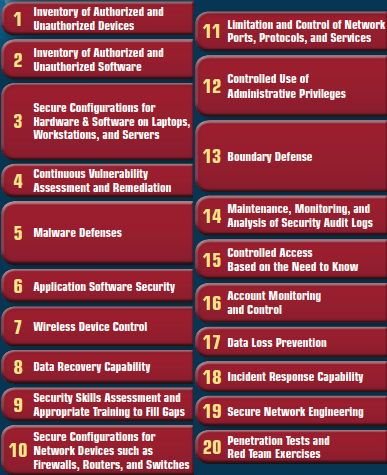 1 Inventory of Authorized and
Unauthorized Devices
2 Inventory of Authorized and
Unauthorized Software
3 Secure Configurations for
Hardware & Software on Laptops,
Workstations, and Servers
4 Continuous Vulnerability
Assessment and Remediation
5 Malware Defenses
6 Application Software Security
7 Wireless Device Control
8 Data Recovery Capability
9 Security Skills Assessment and
Appropriate Training to Fill Gaps
10 Secure Configurations for
Network Devices such as
Firewalls, Routers, and Switches
11 Limitation and Control of Network
Ports, Protocols, and Services
12 Controlled Use of
Administrative Privileges
13 Boundary Defense
14 Maintenance, Monitoring, and
Analysis of Security Audit Logs
15 Controlled Access
Based on the Need to Know
16 Account Monitoring
and Control
17 Data Loss Prevention
18 Incident Response Capability
19 Secure Network Engineering
20 Penetration Tests and
Red Team Exercises